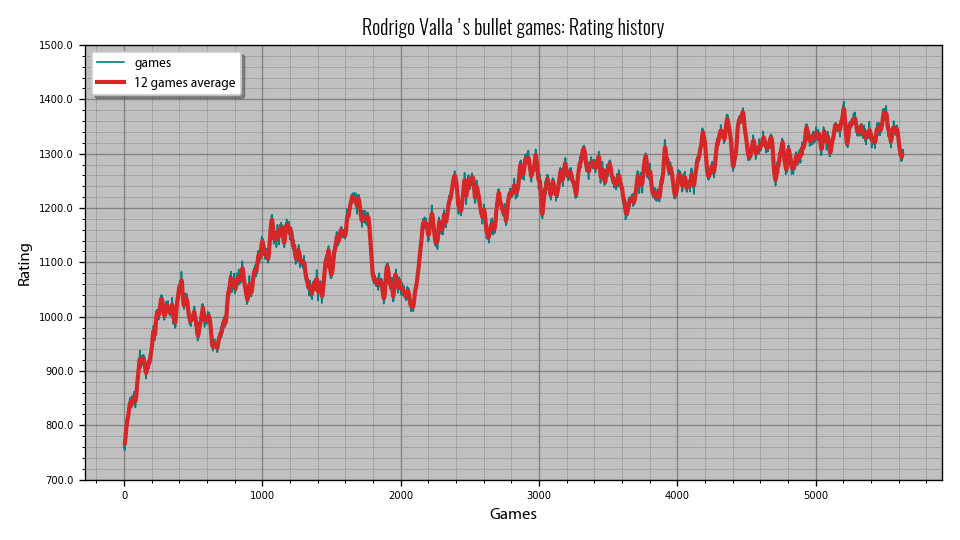 Rodrigo Valla 's bullet games: Rating history
1500.0
games
12 games average
1400.0
1300.0
1200.0
1100.0
1000.0
900.0
800.0
700.0
Rating
0 1000 2000 3000 4000 5000
Games